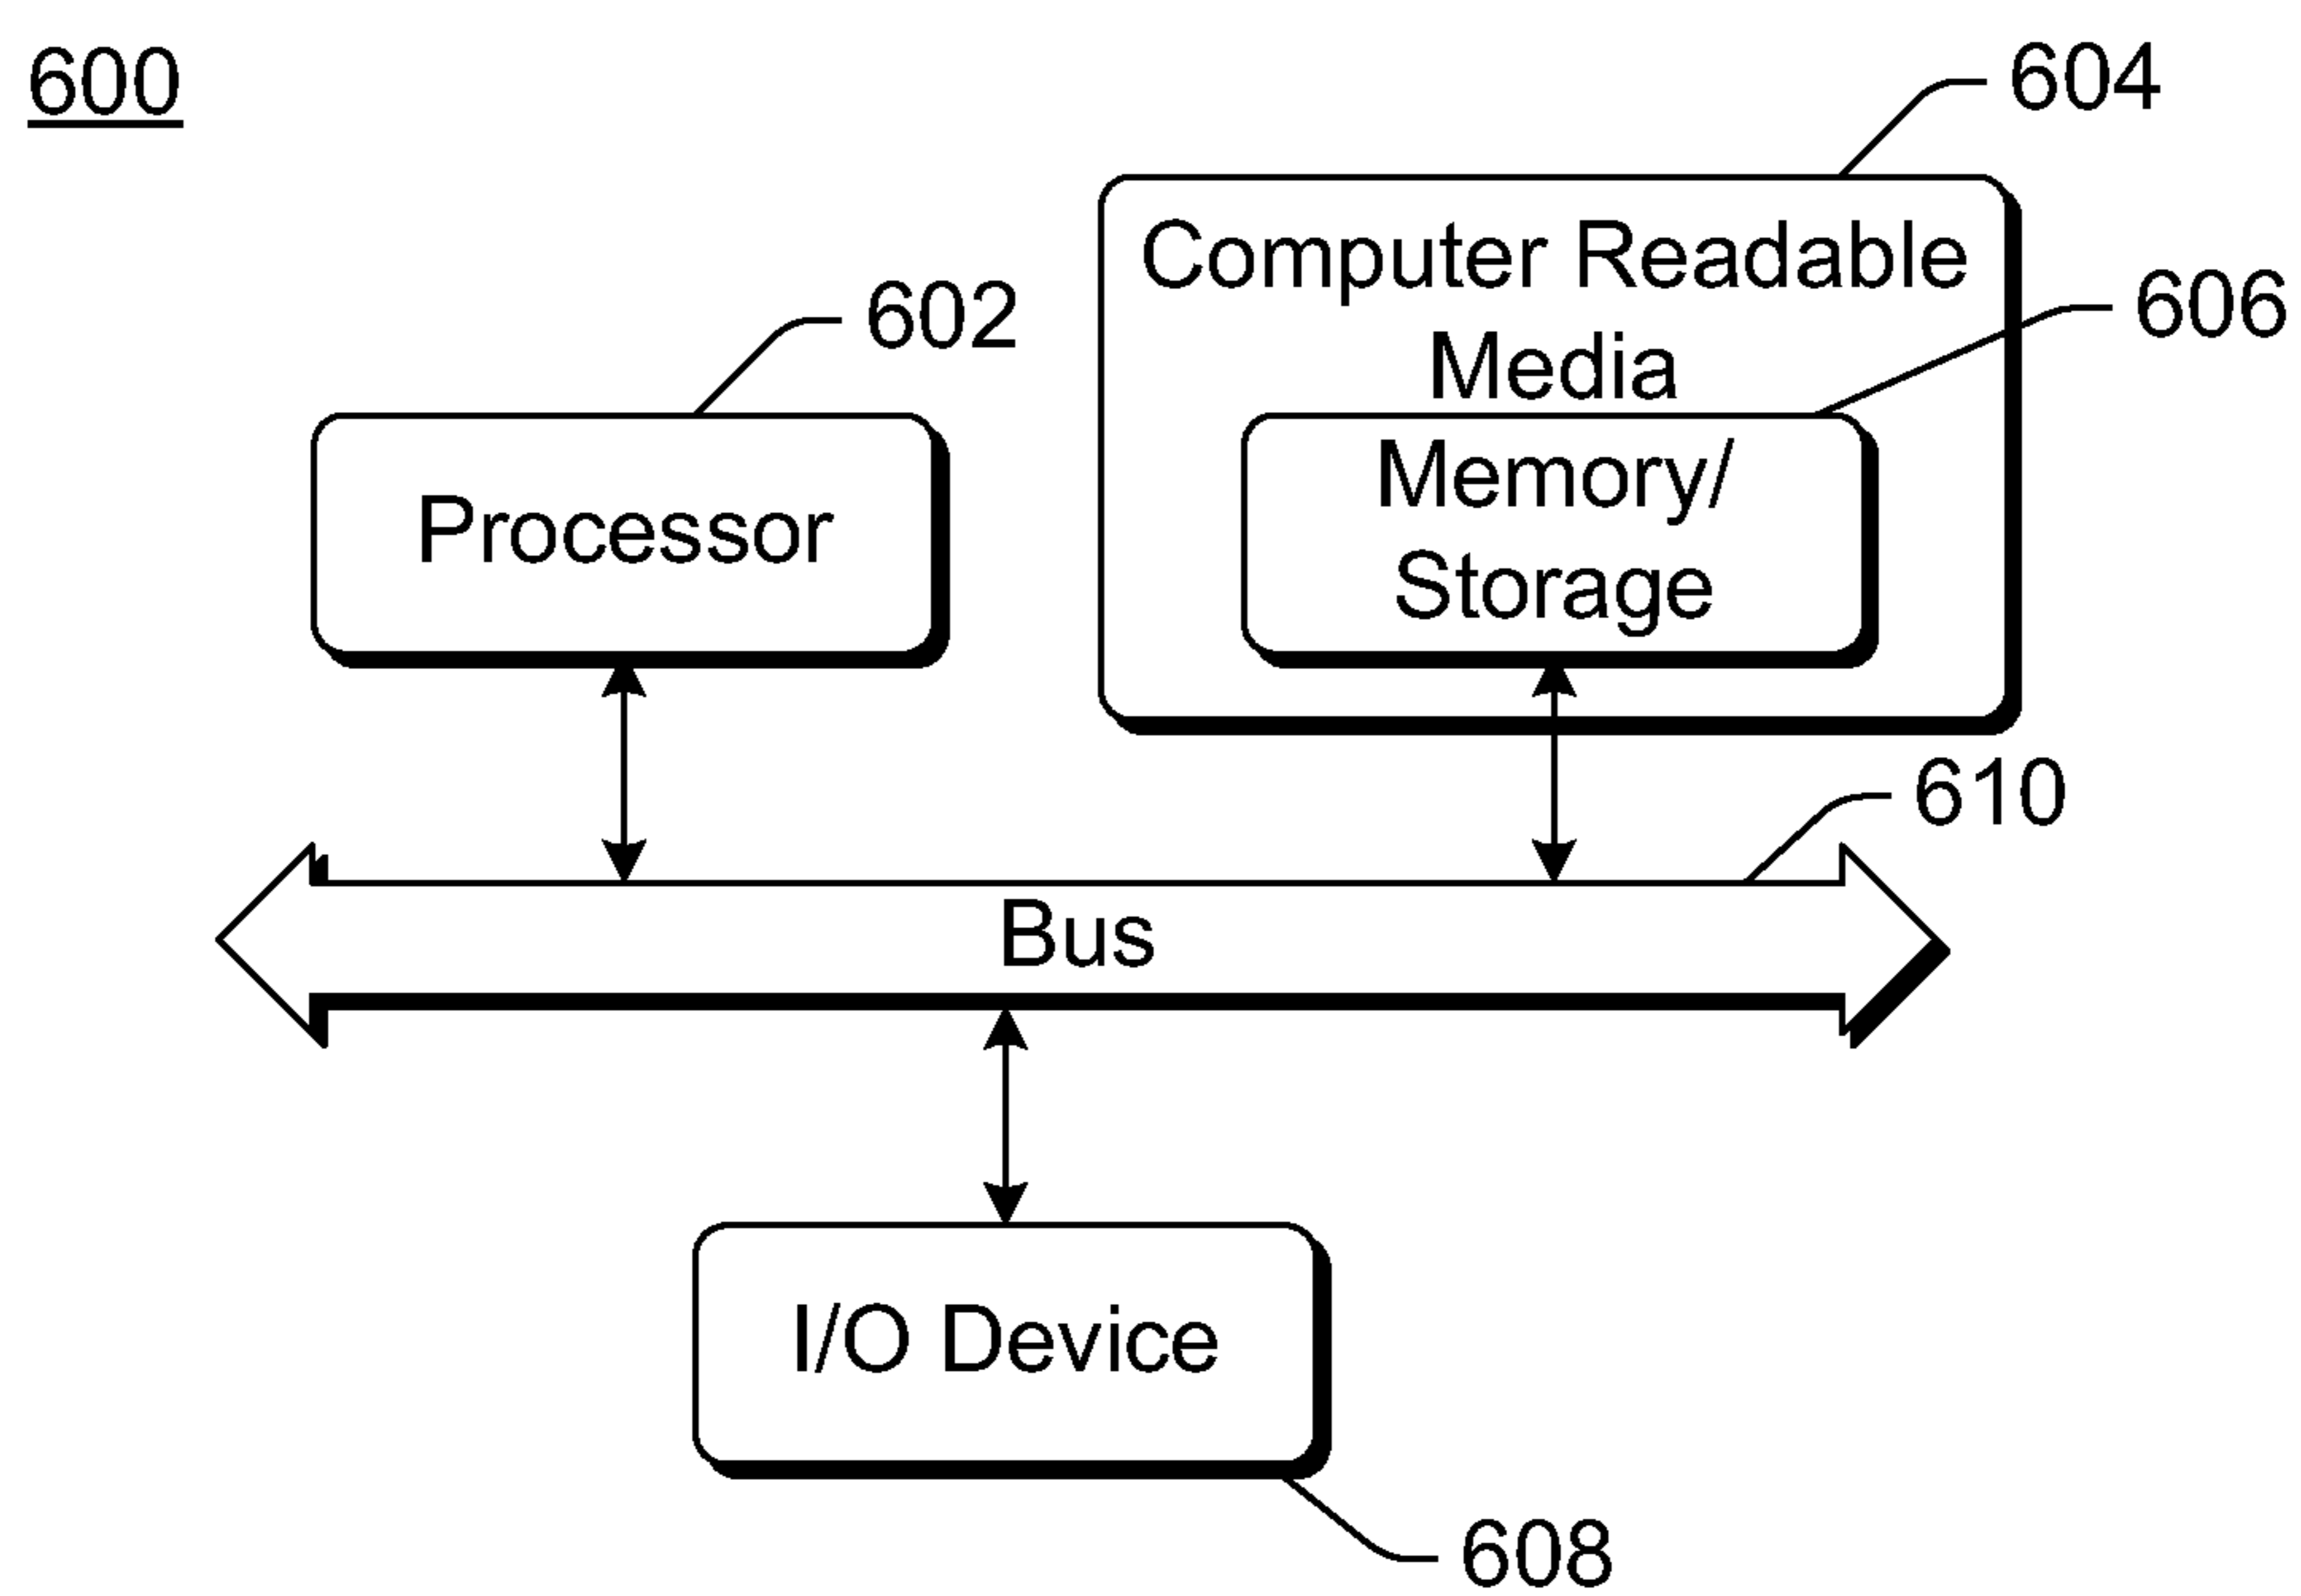 600
604
Computer Readable
606
602
Media
Memory/
Processor
Storage
610
Bus
I/O Device
608